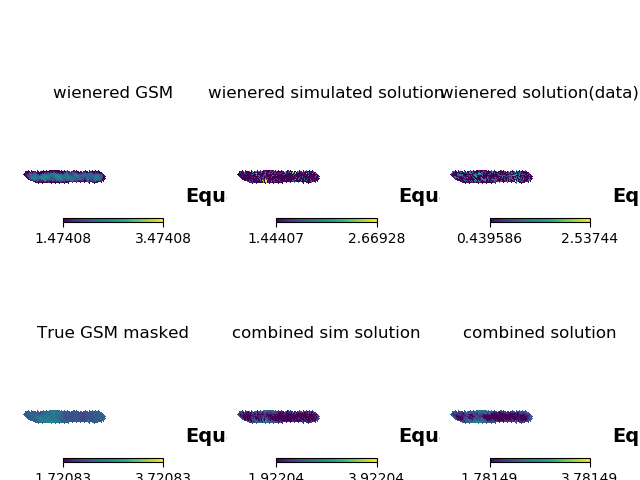 wienered GSM
wienered simulated solution
wienered solution(data)
Equ
Equ
Eq
1.47408 3.47408
1.44407 2.66928
0.439586 2.53744
True GSM masked
combined sim solution
combined solution
Equ
Equ
Eq
1.72083 3.72083
1.92204 3.92204
1.78149 3.78149